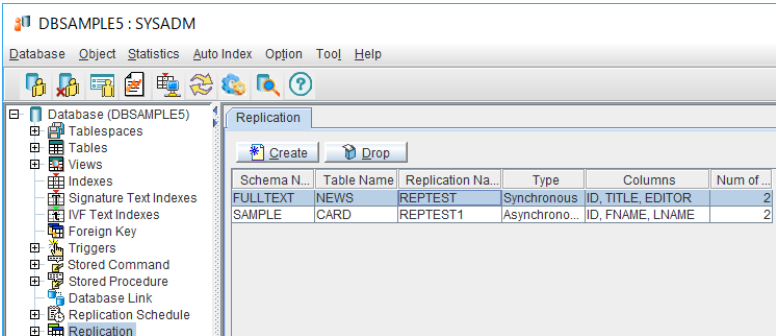 DBSAMPLE5 : SYSADM
Database Object Statistics Auto Index Option Tool Help
Database (DBSAMPLE5)
Tablespaces
Tables
Views
Indexes
Signature Text Indexes
IVF Text Indexes
Foreign Key
Triggers
Stored Command
Stored Procedure
Database Link
Replication Schedule
Replication
Replication
Create Drop
Schema N... Table Name Replication Na... Type Columns Num of ...
FULLTEXT NEWS REPTEST Synchronous ID, TITLE, EDITOR 2
SAMPLE CARD REPTEST1 Asynchrono... ID, FNAME, LNAME 2